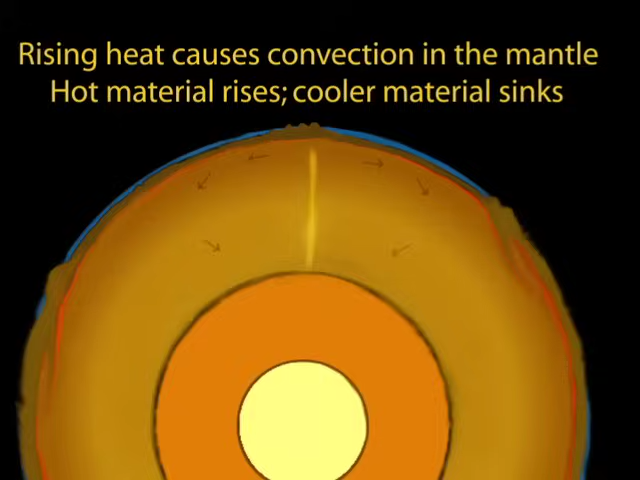 Rising heat causes convection in the mantle
Hot material rises; cooler material sinks